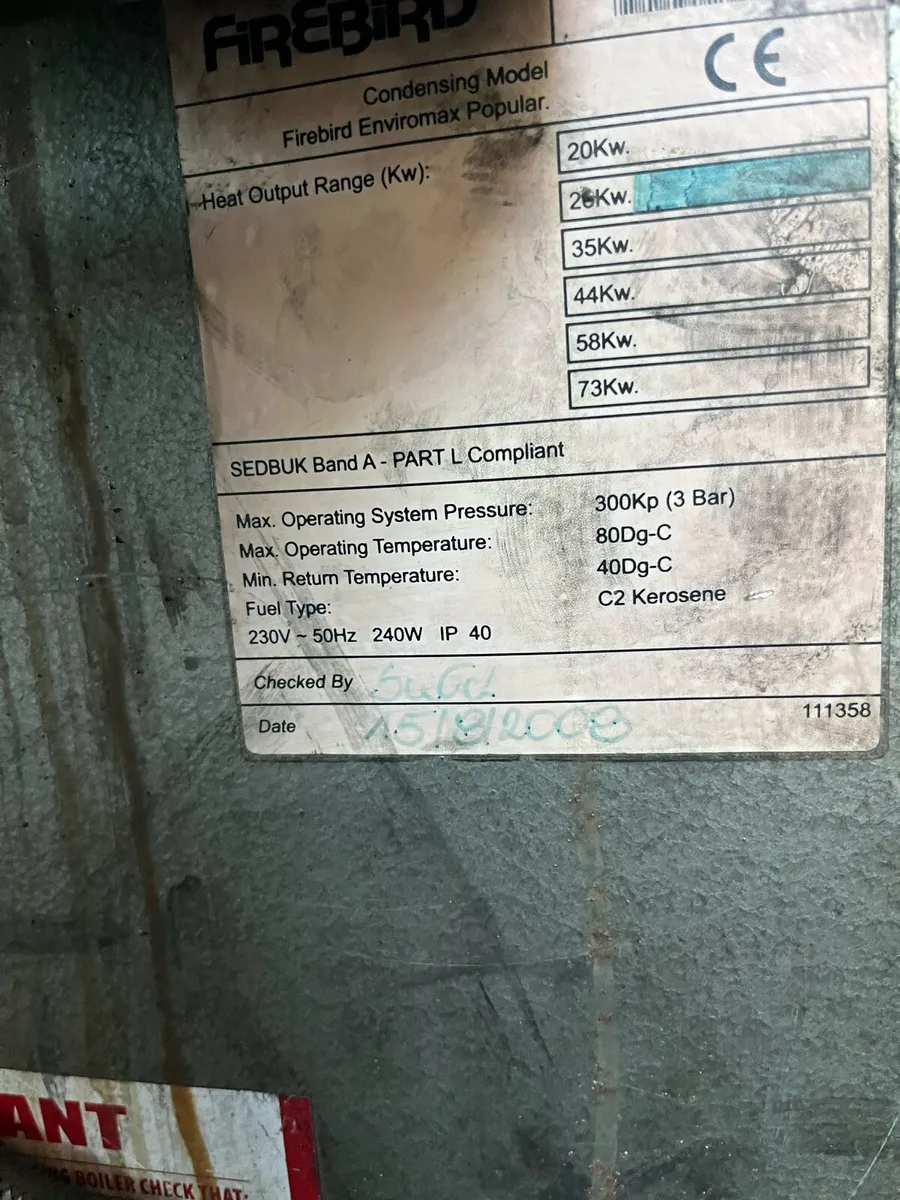 FIREBIRD
CE
Condensing Model
Firebird Enviromax Popular.
Heat Output Range (Kw):
20Kw.
26Kw.
35Kw.
44Kw.
58Kw.
73Kw.
SEDBUK Band A - PART L Compliant
Max. Operating System Pressure: 300Kp (3 Bar)
Max. Operating Temperature: 80Dg-C
Min. Return Temperature: 40Dg-C
Fuel Type: C2 Kerosene
230V ~ 50Hz 240W IP 40
Checked By
Date 15/8/2008
111358
ANT
BOILER CHECK THAT: